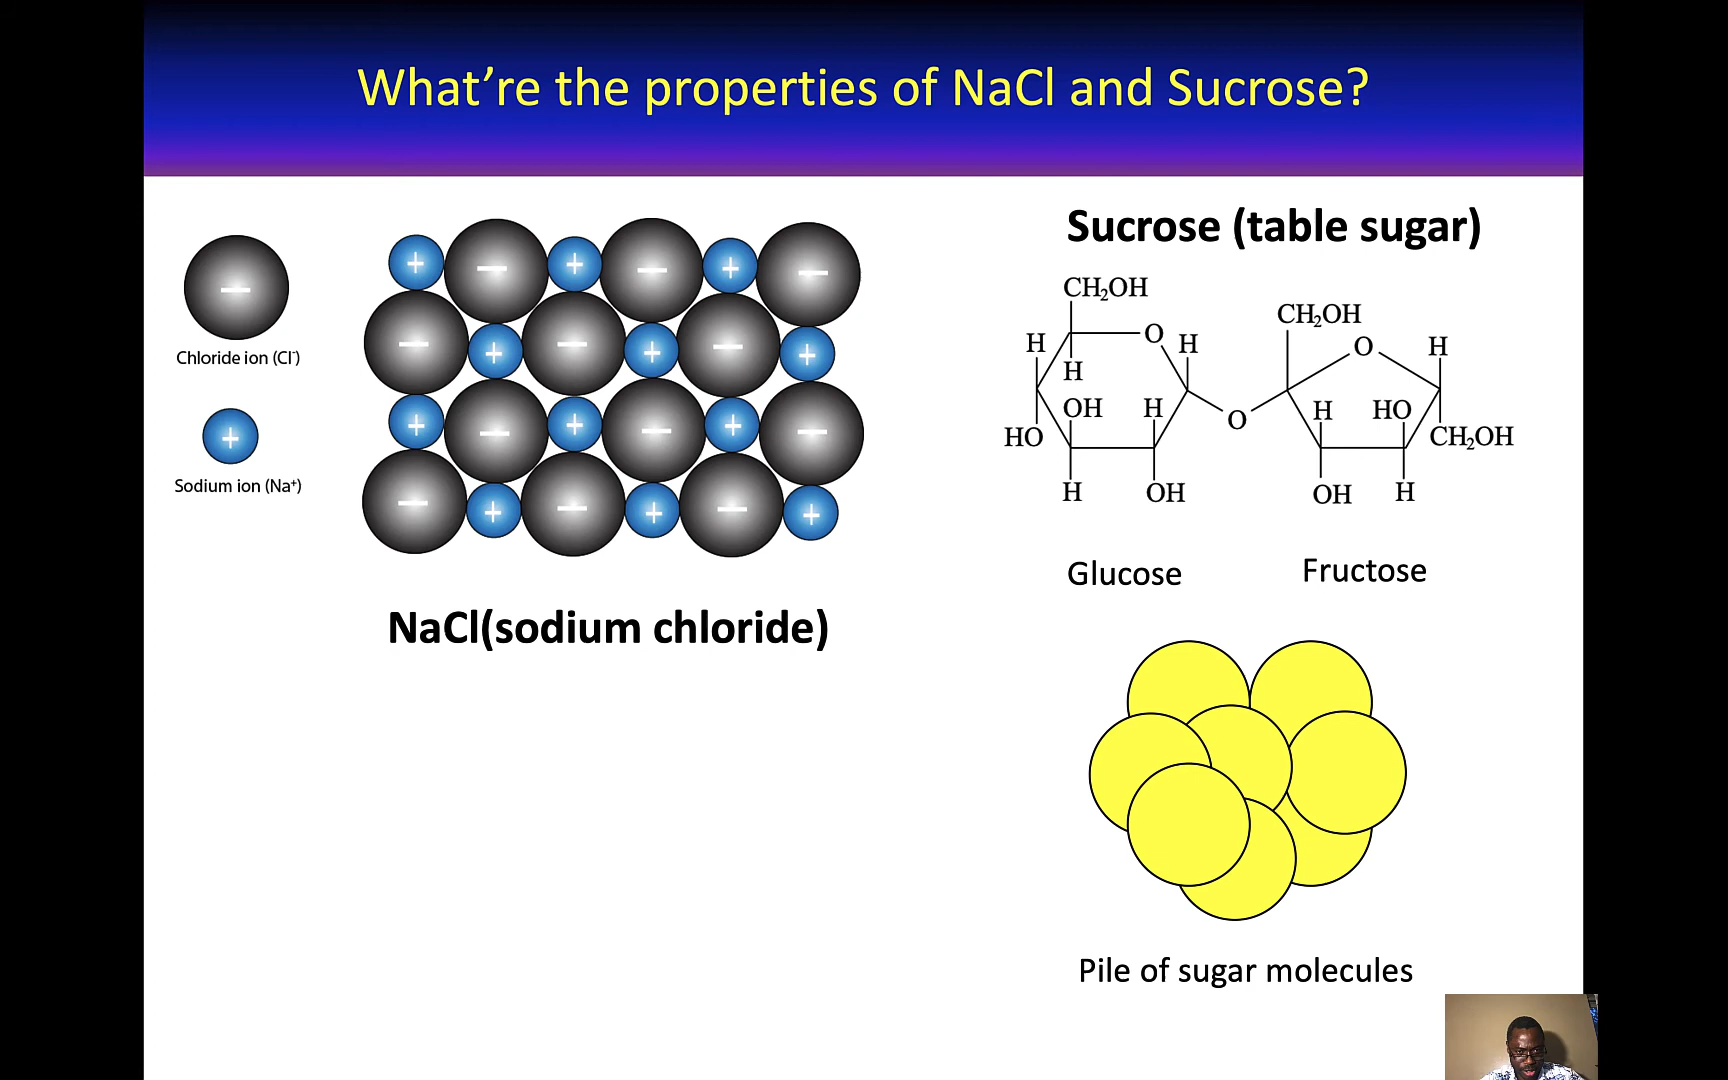 What’re the properties of NaCl and Sucrose?
Chloride ion (Cl⁻)
Sodium ion (Na⁺)
+ − + − + −
− + − + − +
+ − + − + −
− + − + − +
NaCl(sodium chloride)
Sucrose (table sugar)
CH₂OH
CH₂OH
H O H O H
H
OH H H HO
HO O CH₂OH
H OH OH H
Glucose Fructose
Pile of sugar molecules